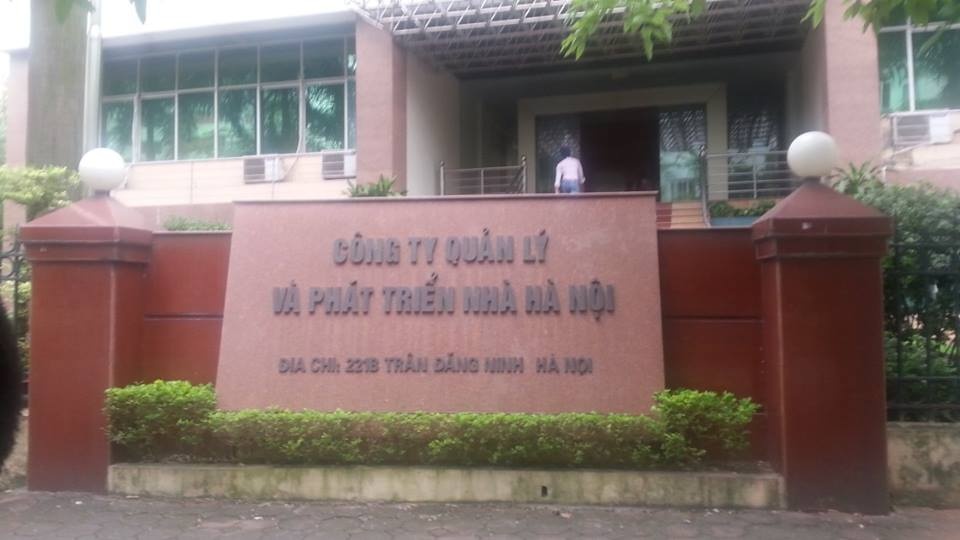 CÔNG TY QUẢN LÝ
VÀ PHÁT TRIỂN NHÀ HÀ NỘI
ĐỊA CHỈ: 221B TRẦN ĐĂNG NINH HÀ NỘI